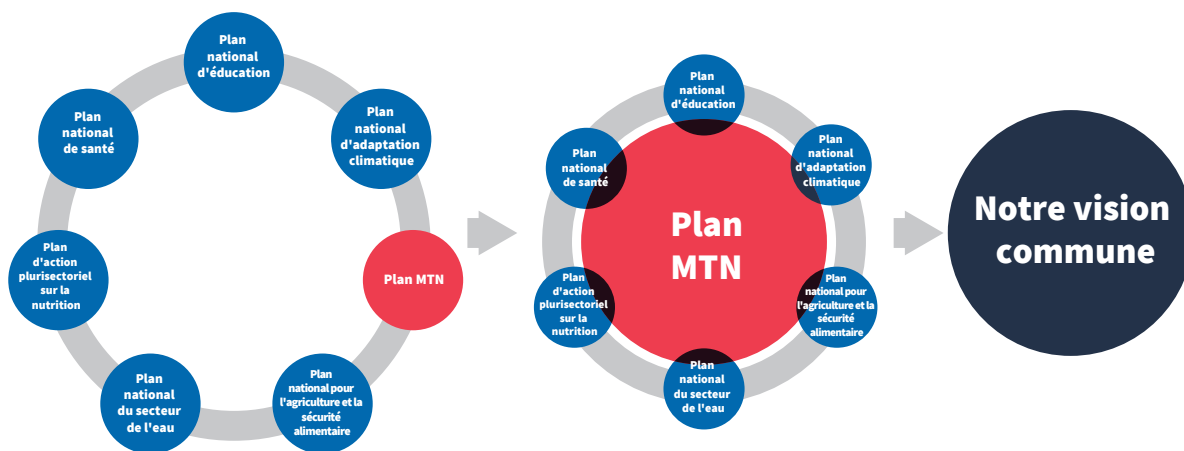 Plan
national
d'éducation
Plan
national
de santé
Plan
national
d'adaptation
climatique
Plan
d'action
plurisectoriel
sur la
nutrition
Plan MTN
Plan
national
du secteur
de l'eau
Plan
national pour
l'agriculture et la
sécurité
alimentaire
Plan
national
d'éducation
Plan
national
de santé
Plan
national
d'adaptation
climatique
Plan
MTN
Plan
d'action
plurisectoriel
sur la
nutrition
Plan
national pour
l'agriculture et la
sécurité
alimentaire
Plan
national
du secteur
de l'eau
Notre vision
commune